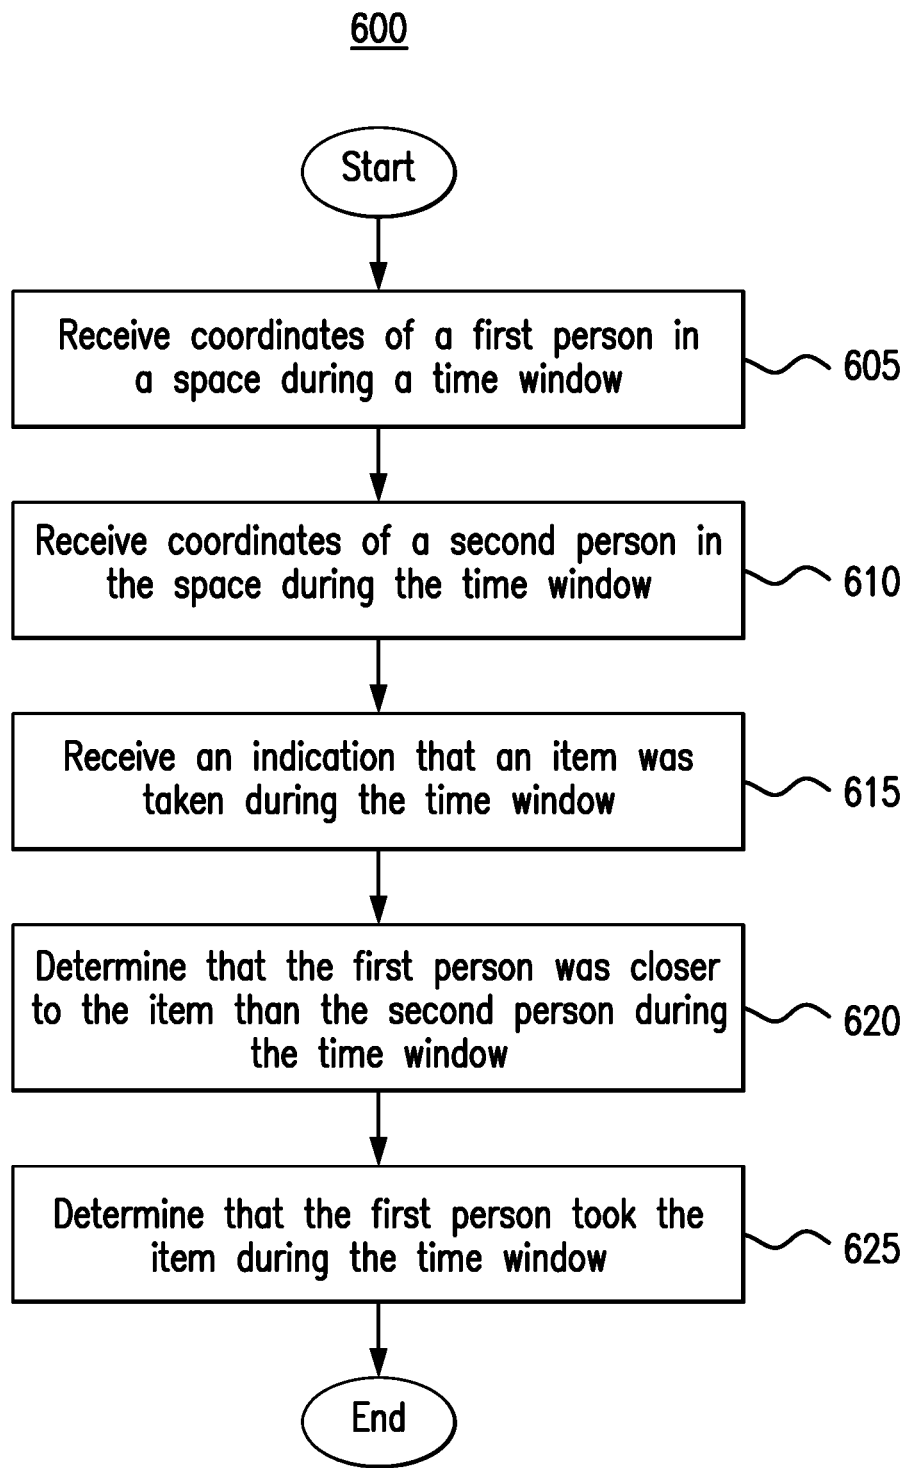 600
Start
Receive coordinates of a first person in
a space during a time window
605
Receive coordinates of a second person in
the space during the time window
610
Receive an indication that an item was
taken during the time window
615
Determine that the first person was closer
to the item than the second person during
the time window
620
Determine that the first person took the
item during the time window
625
End